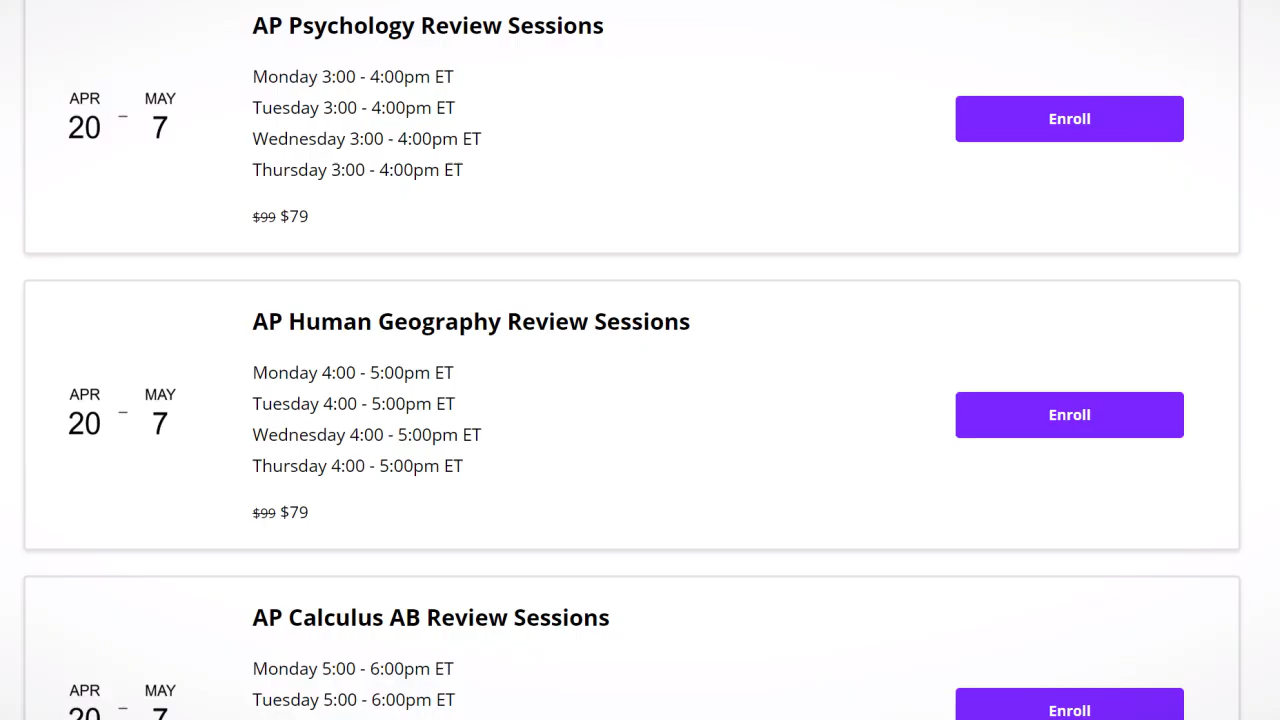 AP Psychology Review Sessions
APR – MAY
20 7
Monday 3:00 - 4:00pm ET
Tuesday 3:00 - 4:00pm ET
Wednesday 3:00 - 4:00pm ET
Thursday 3:00 - 4:00pm ET
$99 $79
Enroll
AP Human Geography Review Sessions
APR – MAY
20 7
Monday 4:00 - 5:00pm ET
Tuesday 4:00 - 5:00pm ET
Wednesday 4:00 - 5:00pm ET
Thursday 4:00 - 5:00pm ET
$99 $79
Enroll
AP Calculus AB Review Sessions
APR – MAY
20 7
Monday 5:00 - 6:00pm ET
Tuesday 5:00 - 6:00pm ET
Enroll